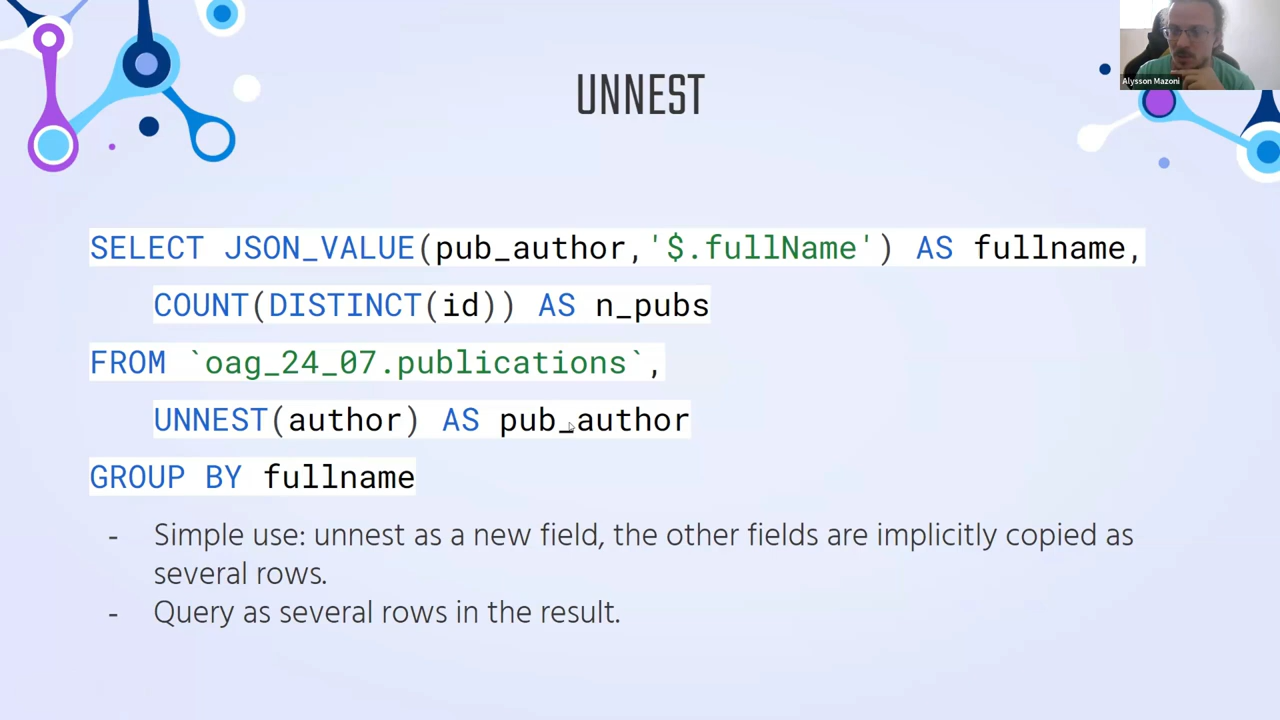 Alysson Mazoni
UNNEST
SELECT JSON_VALUE(pub_author,'$.fullName') AS fullname,
COUNT(DISTINCT(id)) AS n_pubs
FROM `oag_24_07.publications`,
UNNEST(author) AS pub_author
GROUP BY fullname
- Simple use: unnest as a new field, the other fields are implicitly copied as
several rows.
- Query as several rows in the result.